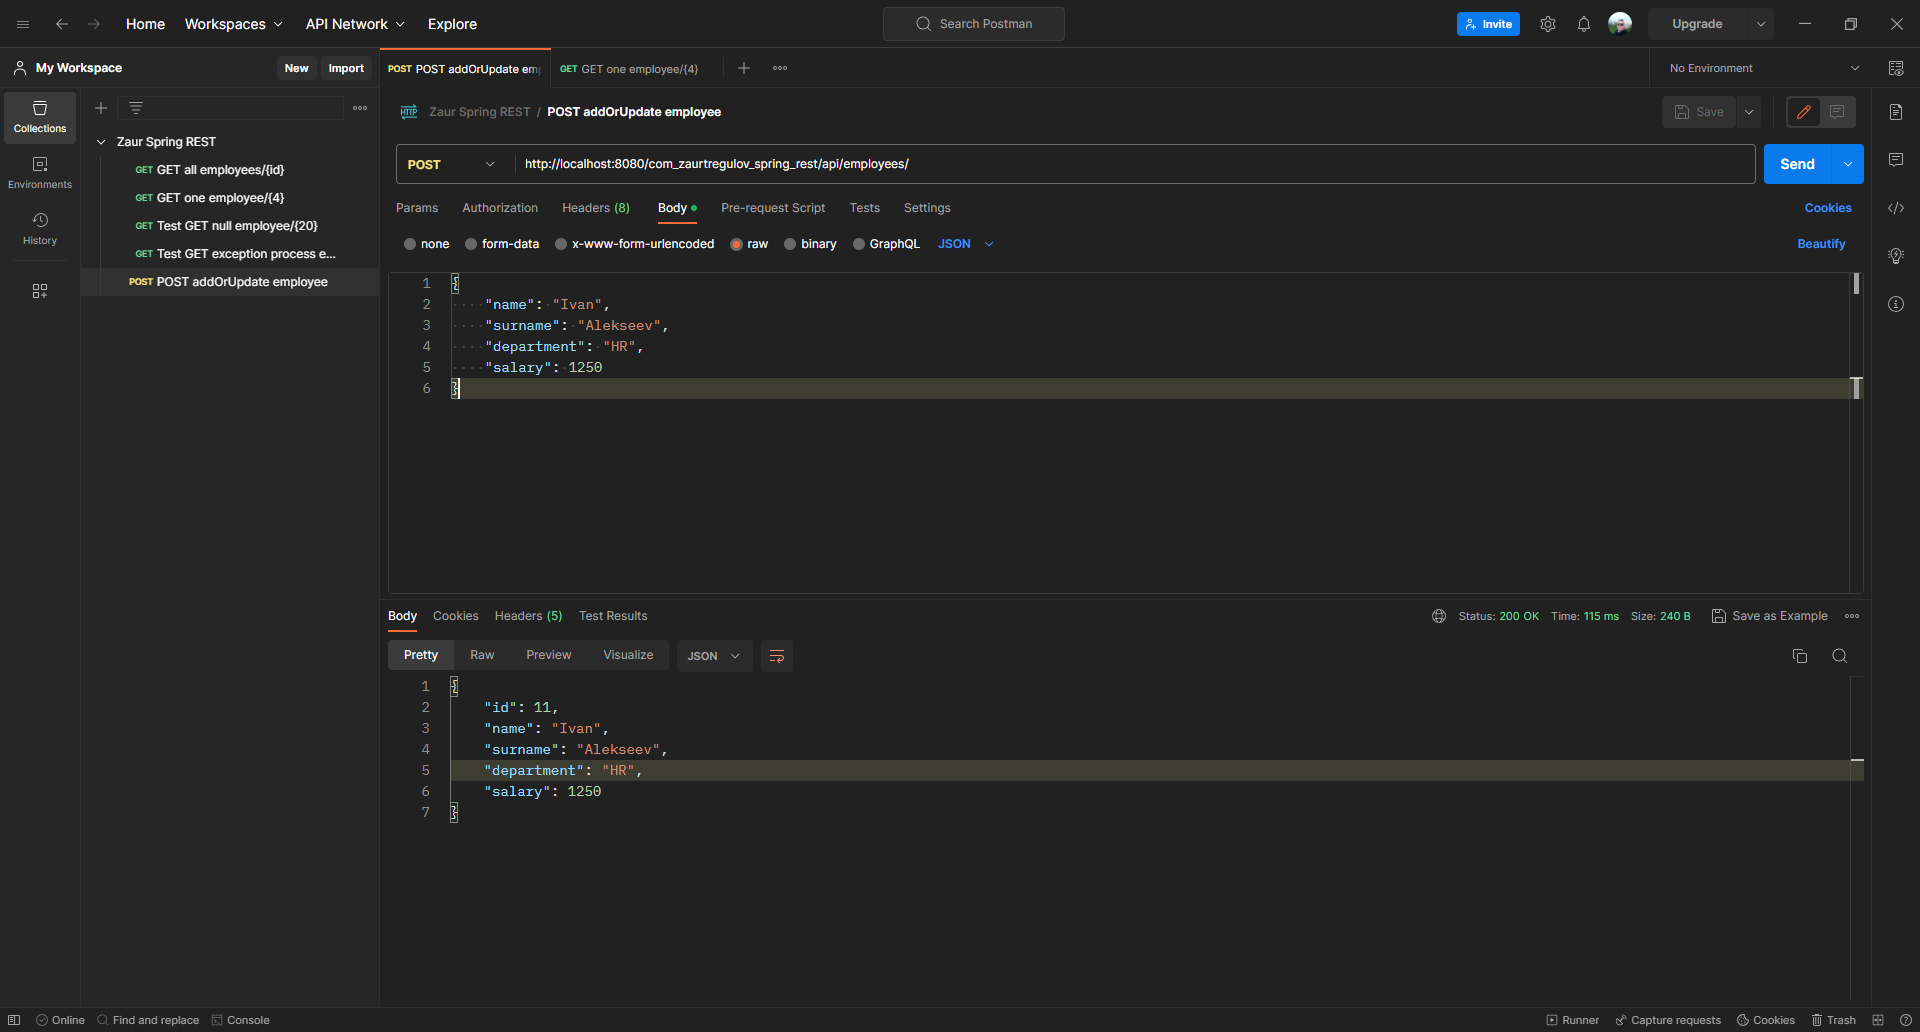 Home Workspaces API Network Explore Search Postman Invite Upgrade
My Workspace New Import
POST POST addOrUpdate em GET GET one employee/{4} No Environment
Collections
Environments
History
Zaur Spring REST
GET GET all employees/{id}
GET GET one employee/{4}
GET Test GET null employee/{20}
GET Test GET exception process e...
POST POST addOrUpdate employee
HTTP Zaur Spring REST / POST addOrUpdate employee Save
POST http://localhost:8080/com_zaurtregulov_spring_rest/api/employees/ Send
Params Authorization Headers (8) Body Pre-request Script Tests Settings Cookies
none form-data x-www-form-urlencoded raw binary GraphQL JSON Beautify
1 {
2 "name": "Ivan",
3 "surname": "Alekseev",
4 "department": "HR",
5 "salary": 1250
6 }
Body Cookies Headers (5) Test Results Status: 200 OK Time: 115 ms Size: 240 B Save as Example
Pretty Raw Preview Visualize JSON
1 {
2 "id": 11,
3 "name": "Ivan",
4 "surname": "Alekseev",
5 "department": "HR",
6 "salary": 1250
7 }
Online Find and replace Console Runner Capture requests Cookies Trash